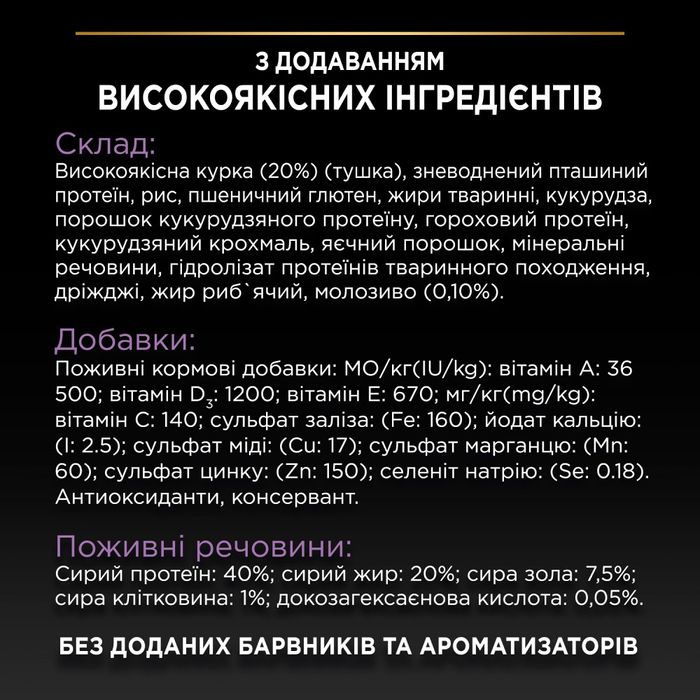 З ДОДАВАННЯМ
ВИСОКОЯКІСНИХ ІНГРЕДІЄНТІВ
Склад:
Високоякісна курка (20%) (тушка), зневоднений пташиний
протеїн, рис, пшеничний глютен, жири тваринні, кукурудза,
порошок кукурудзяного протеїну, гороховий протеїн,
кукурудзяний крохмаль, яєчний порошок, мінеральні
речовини, гідролізат протеїнів тваринного походження,
дріжджі, жир риб`ячий, молозиво (0,10%).
Добавки:
Поживні кормові добавки: МО/кг(IU/kg): вітамін А: 36
500; вітамін D3: 1200; вітамін Е: 670; мг/кг(mg/kg):
вітамін С: 140; сульфат заліза: (Fe: 160); йодат кальцію:
(I: 2.5); сульфат міді: (Cu: 17); сульфат марганцю: (Mn:
60); сульфат цинку: (Zn: 150); селеніт натрію: (Se: 0.18).
Антиоксиданти, консервант.
Поживні речовини:
Сирий протеїн: 40%; сирий жир: 20%; сира зола: 7,5%;
сира клітковина: 1%; докозагексаєнова кислота: 0,05%.
БЕЗ ДОДАНИХ БАРВНИКІВ ТА АРОМАТИЗАТОРІВ